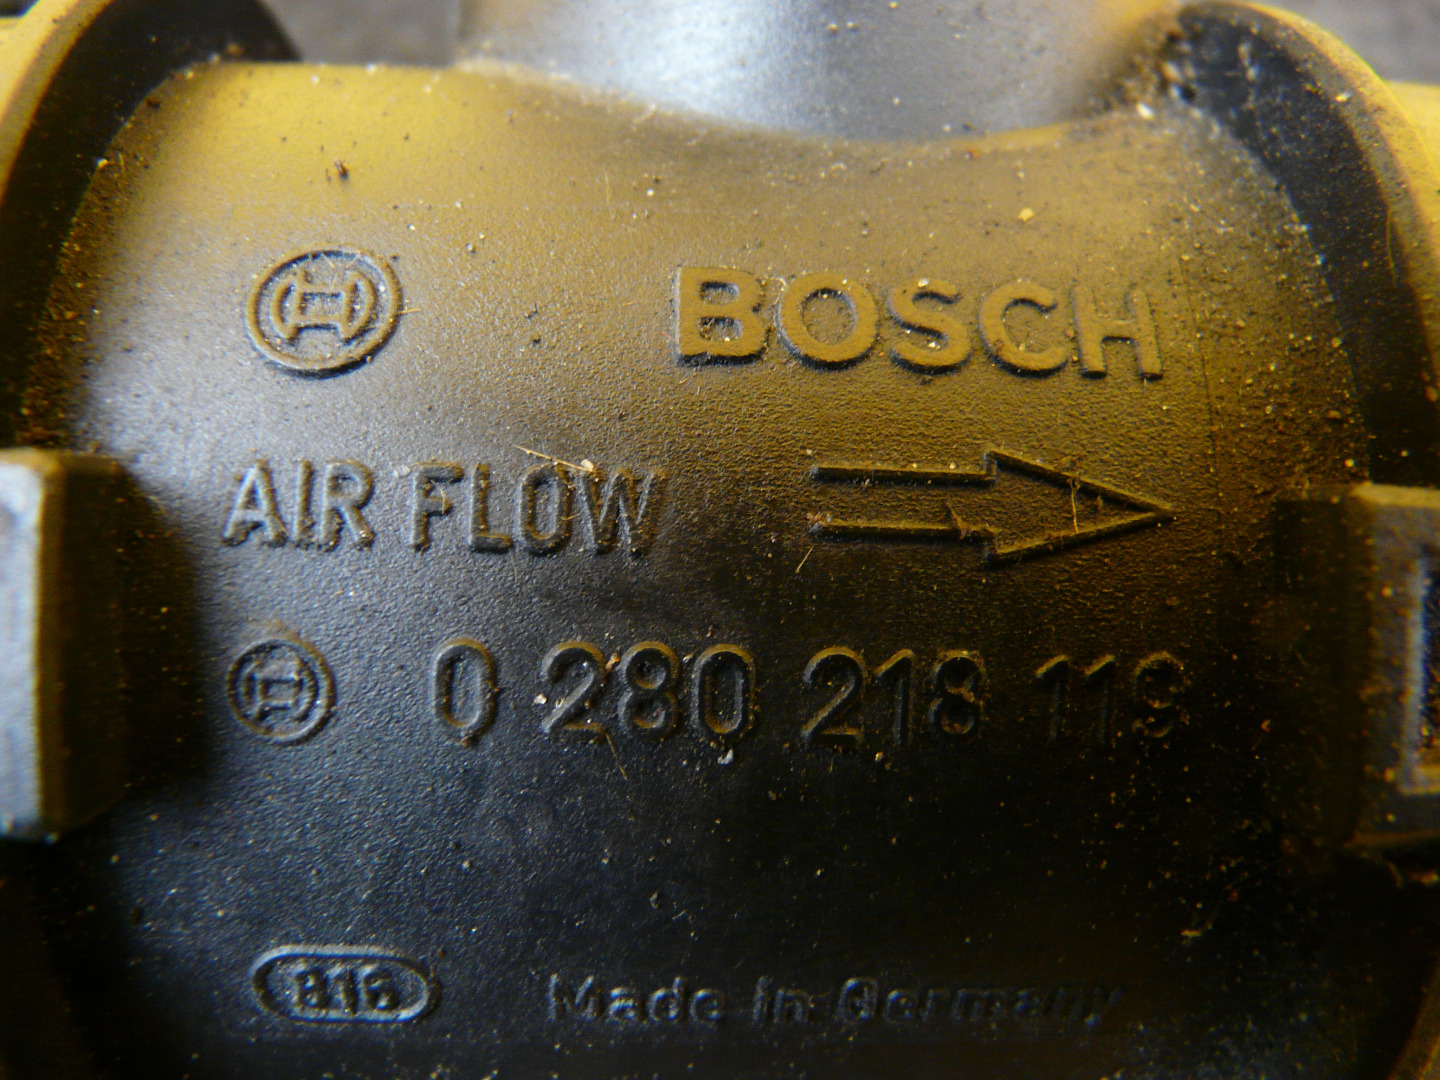 BOSCH
AIR FLOW
0 280 218 119
816
Made in Germany